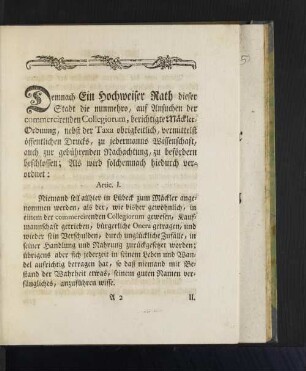 Demnach Ein Hochweiser Rath dieser
Stadt die nunmehro, auf Ansuchen der
commercirenden Collegiorum, berichtigte Mäckler-
Ordnung, nebst der Taxa obrigkeitlich, vermittelst
öffentlichen Drucks, zu jedermanns Wissenschaft,
auch zur gebührenden Nachachtung, zu befördern
beschlossen; Als wird solchemnach hiedurch ver-
ordnet:
Artic. I.
Niemand soll allhier in Lübeck zum Mäckler ange-
nommen werden, als der, wie bisher gewöhnlich, in
einem der commercirenden Collegiorum gewesen, Kauf-
mannschaft getrieben, bürgerliche Onera getragen, und
wieder sein Verschulden, durch unglückliche Zufälle, in
seiner Handlung und Nahrung zurückgesetzet worden;
übrigens aber sich jederzeit in seinem Leben und Wan-
del aufrichtig betragen hat, so daß niemand mit Be-
stand der Wahrheit etwas, seinem guten Namen ver-
fängliches, anzuführen wisse.
A 2 II.